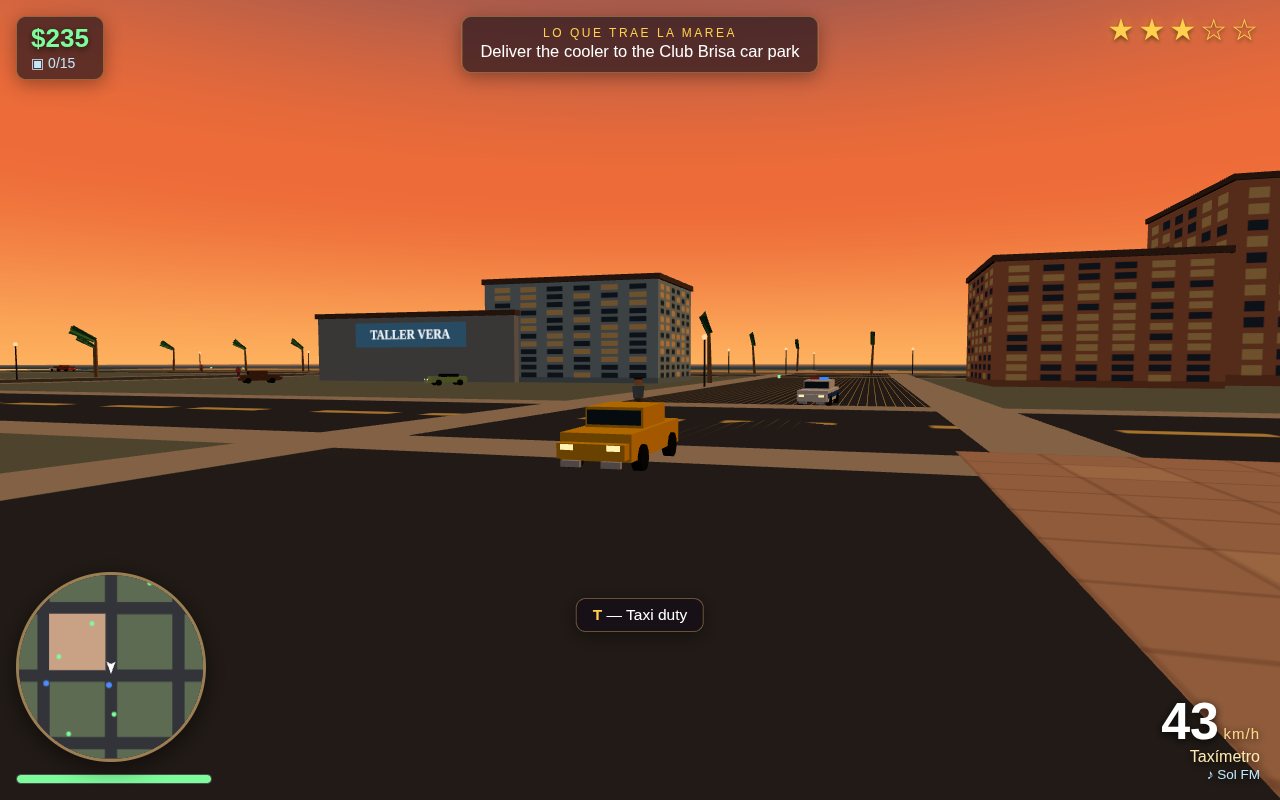 $235
▣ 0/15
LO QUE TRAE LA MAREA
Deliver the cooler to the Club Brisa car park
★★★☆☆
TALLER VERA
T — Taxi duty
43 km/h
Taxímetro
♪ Sol FM